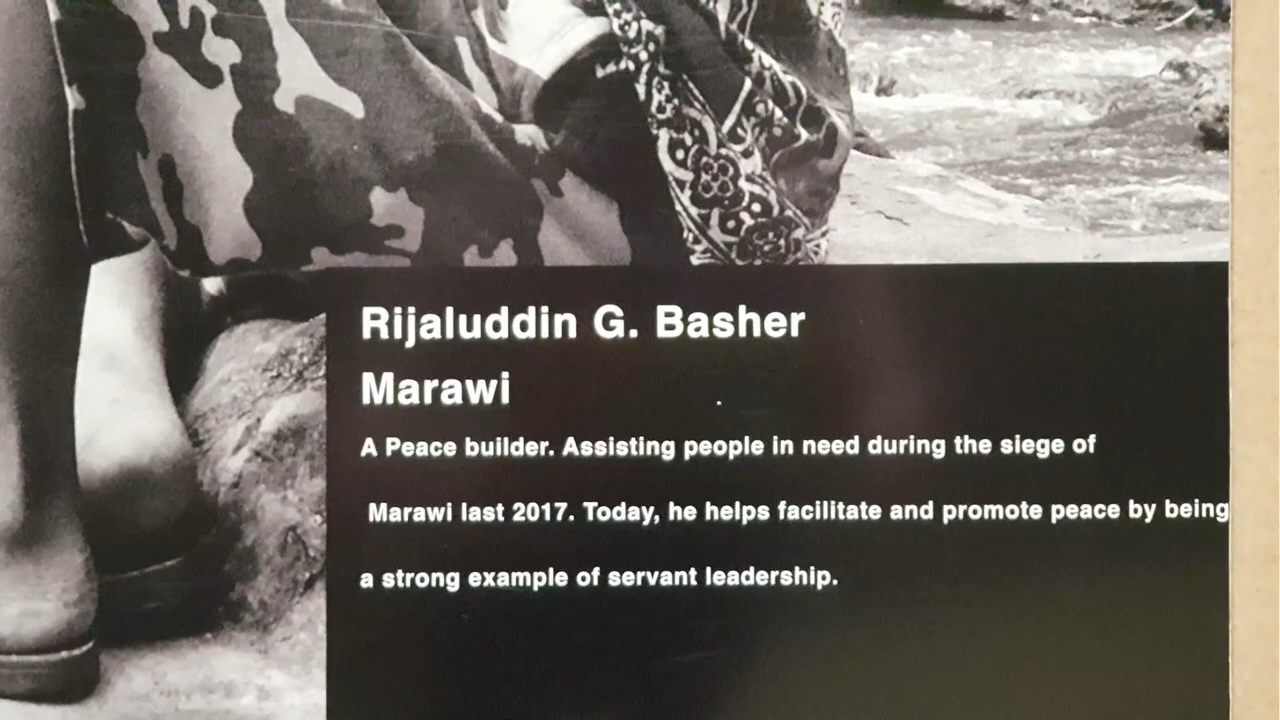 Rijaluddin G. Basher
Marawi
A Peace builder. Assisting people in need during the siege of
Marawi last 2017. Today, he helps facilitate and promote peace by being
a strong example of servant leadership.